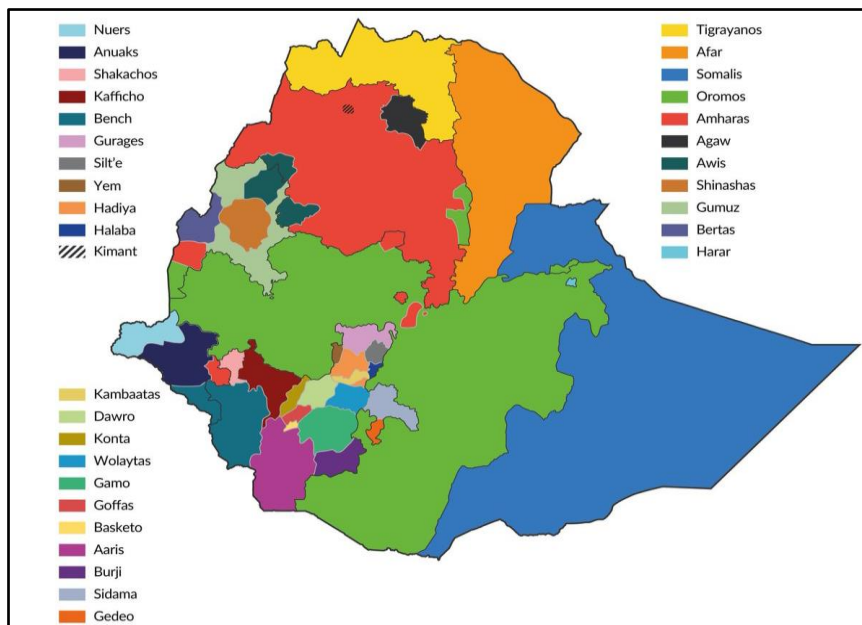 Nuers
Anuaks
Shakachos
Kafficho
Bench
Gurages
Silt'e
Yem
Hadiya
Halaba
Kimant
Kambaatas
Dawro
Konta
Wolaytas
Gamo
Goffas
Basketo
Aaris
Burji
Sidama
Gedeo
Tigrayanos
Afar
Somalis
Oromos
Amharas
Agaw
Awis
Shinashas
Gumuz
Bertas
Harar